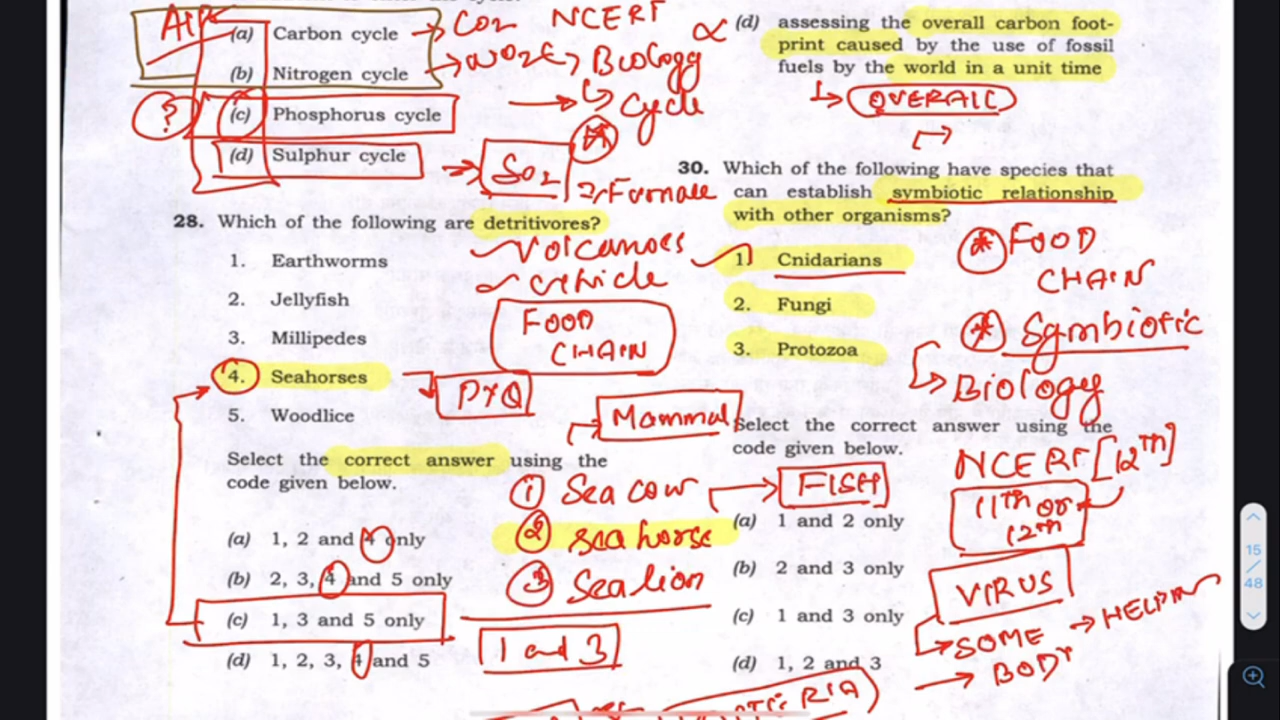 AIR
(a) Carbon cycle → CO2 NCERT
(b) Nitrogen cycle → Biology
(c) Phosphorus cycle → Cycle
?
(d) Sulphur cycle → SO2
28. Which of the following are detritivores?
Volcanoes
vehicle
1. Earthworms
2. Jellyfish
3. Millipedes
4. Seahorses
5. Woodlice
FOOD
CHAIN
PYQ
Mammal
Select the correct answer using the
code given below.
① Sea cow
② Sea horse
③ Sea lion
(a) 1, 2 and 4 only
(b) 2, 3, 4 and 5 only
(c) 1, 3 and 5 only
(d) 1, 2, 3, 4 and 5
1 and 3
(d) assessing the overall carbon foot-
print caused by the use of fossil
fuels by the world in a unit time
OVERALL
30. Which of the following have species that
can establish symbiotic relationship
with other organisms?
1. Cnidarians
2. Fungi
3. Protozoa
FOOD
CHAIN
Symbiotic
Biology
Select the correct answer using the
code given below.
NCERT [12th]
FISH
11th or
12th
(a) 1 and 2 only
(b) 2 and 3 only
(c) 1 and 3 only
(d) 1, 2 and 3
VIRUS
→ SOME → HELP IN
→ BODY
15
/
48